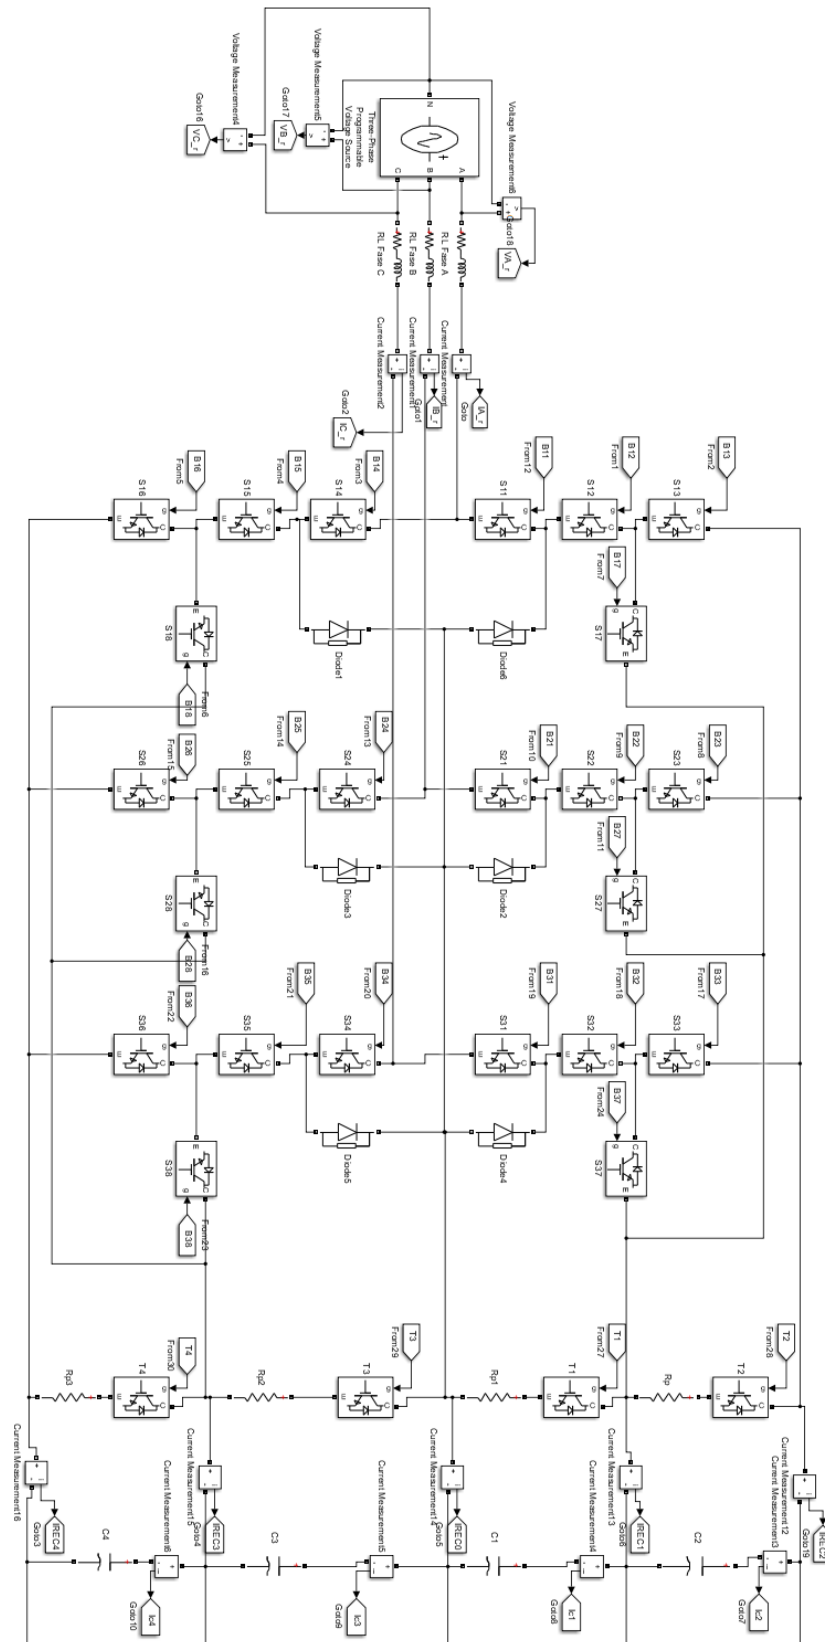 Voltage Measurement4
Goto16
VC_r
Voltage Measurement5
Goto17
VB_r
Three-Phase
Programmable
Voltage Source
N
A
B
C
Voltage Measurement6
Goto18
VA_r
RL Fase A
RL Fase B
RL Fase C
Current Measurement
Goto
IA_r
Current Measurement1
Goto1
IB_r
Current Measurement2
Goto2
IC_r
B16
From5
S16
B15
From4
S15
B14
From3
S14
B11
From12
S11
B12
From1
S12
B13
From2
S13
B17
From7
S17
S18
B18
From6
Diode1
Diode6
B26
From15
S26
B25
From14
S25
B24
From13
S24
B21
From10
S21
B22
From9
S22
B23
From8
S23
B27
From11
S27
S28
B28
From16
Diode3
Diode2
B36
From22
S36
B35
From21
S35
B34
From20
S34
B31
From19
S31
B32
From18
S32
B33
From17
S33
B37
From24
S37
S38
B38
From23
Diode5
Diode4
T4
From30
T4
Rp3
T3
From29
T3
Rp2
T1
From27
T1
Rp1
T2
From28
T2
Rp
Current Measurement16
Goto3
IREC4
Current Measurement15
Goto4
IREC3
Current Measurement14
Goto5
IREC0
Current Measurement13
IREC1
Current Measurement12
Goto19
IREC2
C4
Current Measurement6
Goto10
Ic4
C3
Current Measurement5
Goto9
Ic3
C1
Current Measurement4
Goto8
Ic1
C2
Current Measurement3
Goto7
Ic2